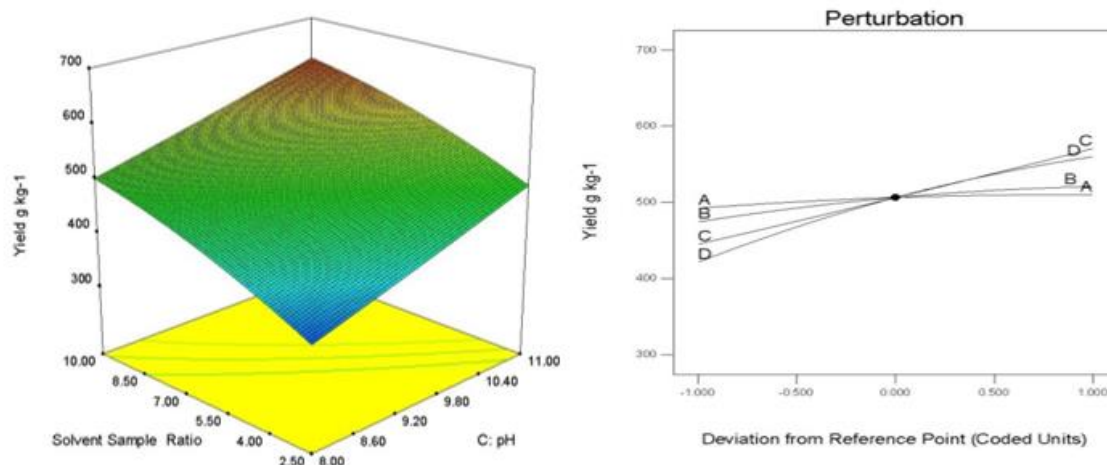 700
600
500
400
300
Yield g kg-1
10.00
8.50
7.00
5.50
4.00
2.50
Solvent Sample Ratio
11.00
10.40
9.80
9.20
8.60
8.00
C: pH
Perturbation
700
600
500
400
300
Yield g kg-1
A
B
C
D
C
D
B
A
-1.000
-0.500
0.000
0.500
1.000
Deviation from Reference Point (Coded Units)